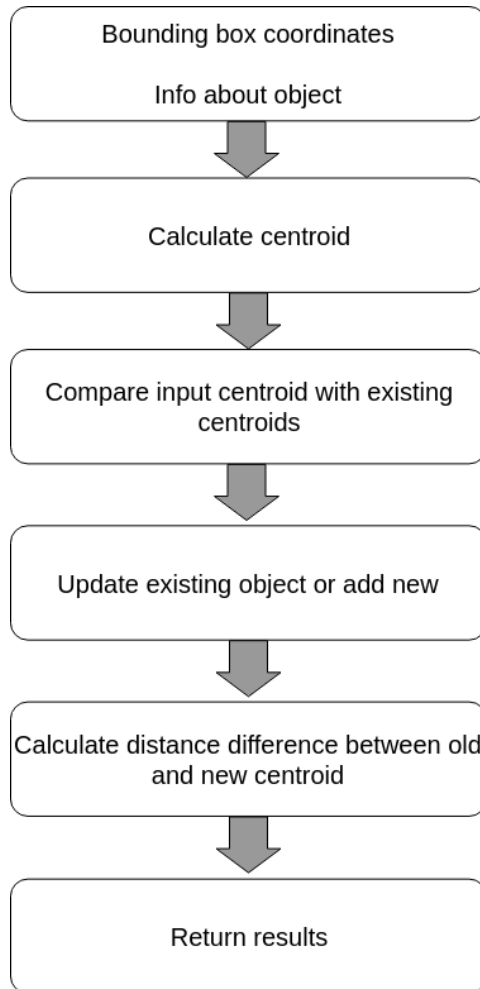 Bounding box coordinates
Info about object
Calculate centroid
Compare input centroid with existing
centroids
Update existing object or add new
Calculate distance difference between old
and new centroid
Return results